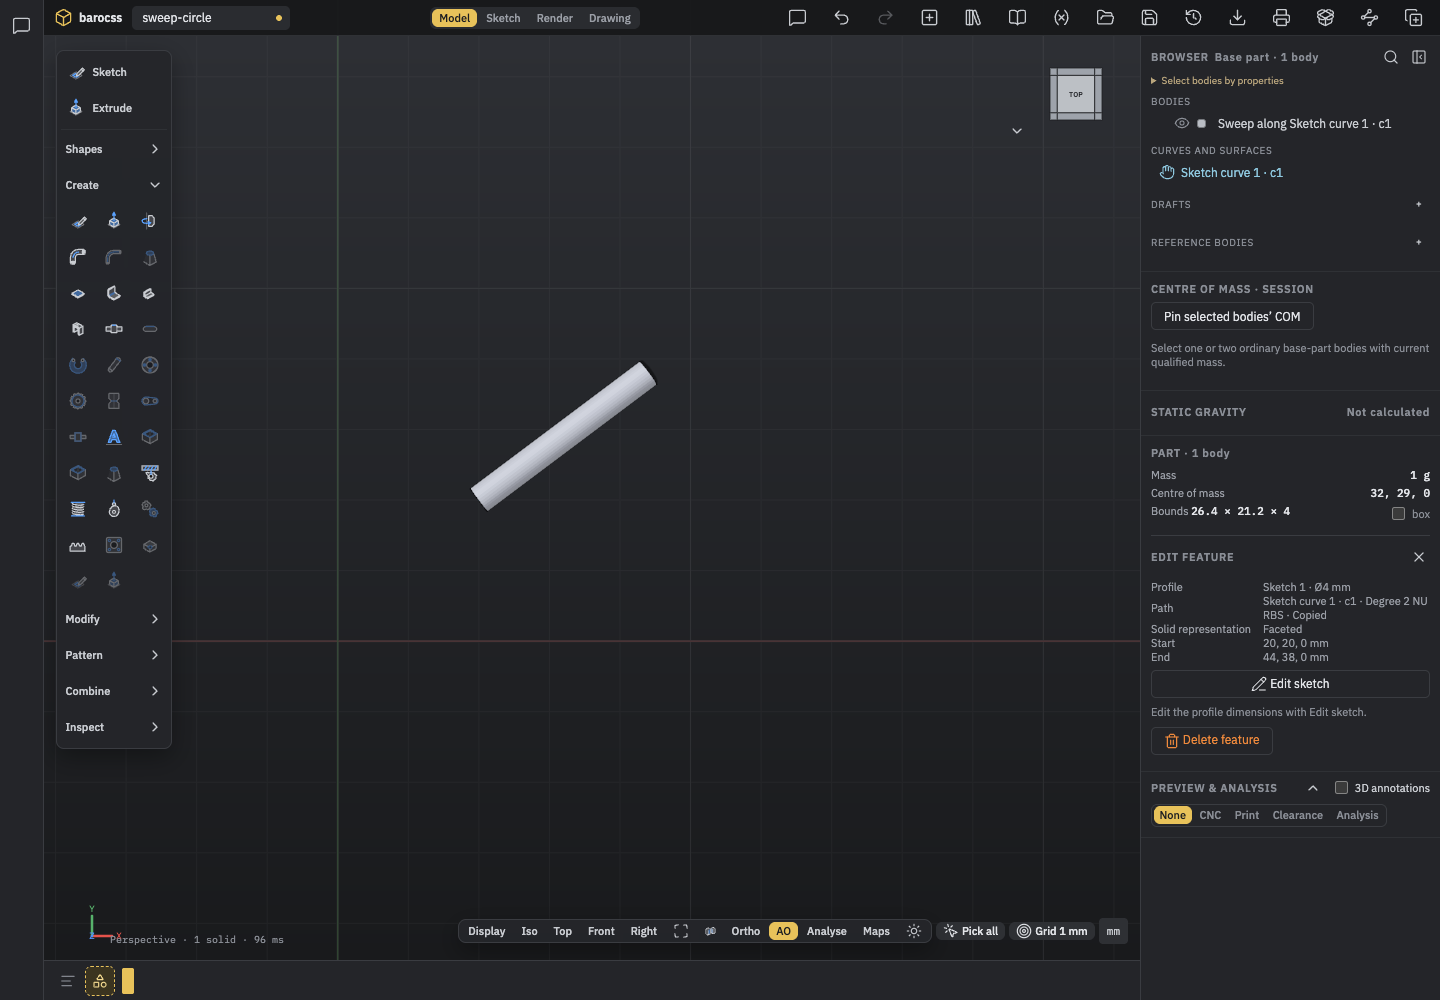 barocss
sweep-circle
Model Sketch Render Drawing
Sketch
Extrude
Shapes
Create
Modify
Pattern
Combine
Inspect
TOP
Y
X
Z
Perspective · 1 solid · 96 ms
Display Iso Top Front Right Ortho AO Analyse Maps
Pick all
Grid 1 mm
mm
BROWSER Base part · 1 body
Select bodies by properties
BODIES
Sweep along Sketch curve 1 · c1
CURVES AND SURFACES
Sketch curve 1 · c1
DRAFTS +
REFERENCE BODIES +
CENTRE OF MASS · SESSION
Pin selected bodies’ COM
Select one or two ordinary base-part bodies with current
qualified mass.
STATIC GRAVITY Not calculated
PART · 1 body
Mass 1 g
Centre of mass 32, 29, 0
Bounds 26.4 × 21.2 × 4 box
EDIT FEATURE
Profile Sketch 1 · Ø4 mm
Path Sketch curve 1 · c1 · Degree 2 NU
RBS · Copied
Solid representation Faceted
Start 20, 20, 0 mm
End 44, 38, 0 mm
Edit sketch
Edit the profile dimensions with Edit sketch.
Delete feature
PREVIEW & ANALYSIS 3D annotations
None CNC Print Clearance Analysis